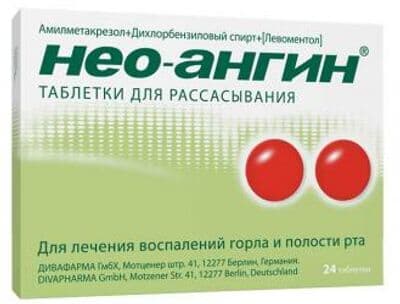 Амилметакрезол+Дихлорбензиловый спирт+[Левоментол]
нео-ангин®
ТАБЛЕТКИ ДЛЯ РАССАСЫВАНИЯ
Для лечения воспалений горла и полости рта
ДИВАФАРМА ГмбХ, Мотценер штр. 41, 12277 Берлин, Германия.
DIVAPHARMA GmbH, Motzener Str. 41, 12277 Berlin, Deutschland
24 таблетки